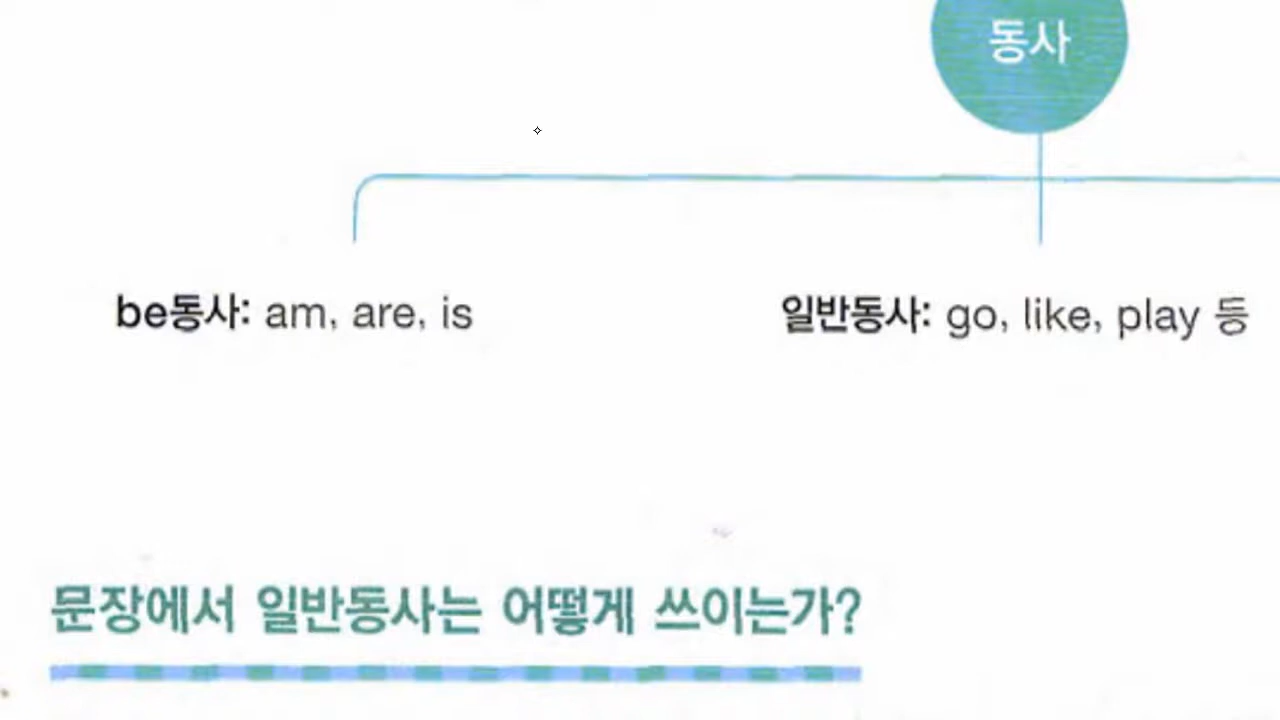 동사
be동사: am, are, is
일반동사: go, like, play 등
문장에서 일반동사는 어떻게 쓰이는가?